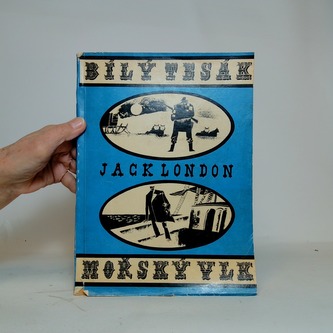 BÍLÝ TESÁK
JACK LONDON
MOŘSKÝ VLK